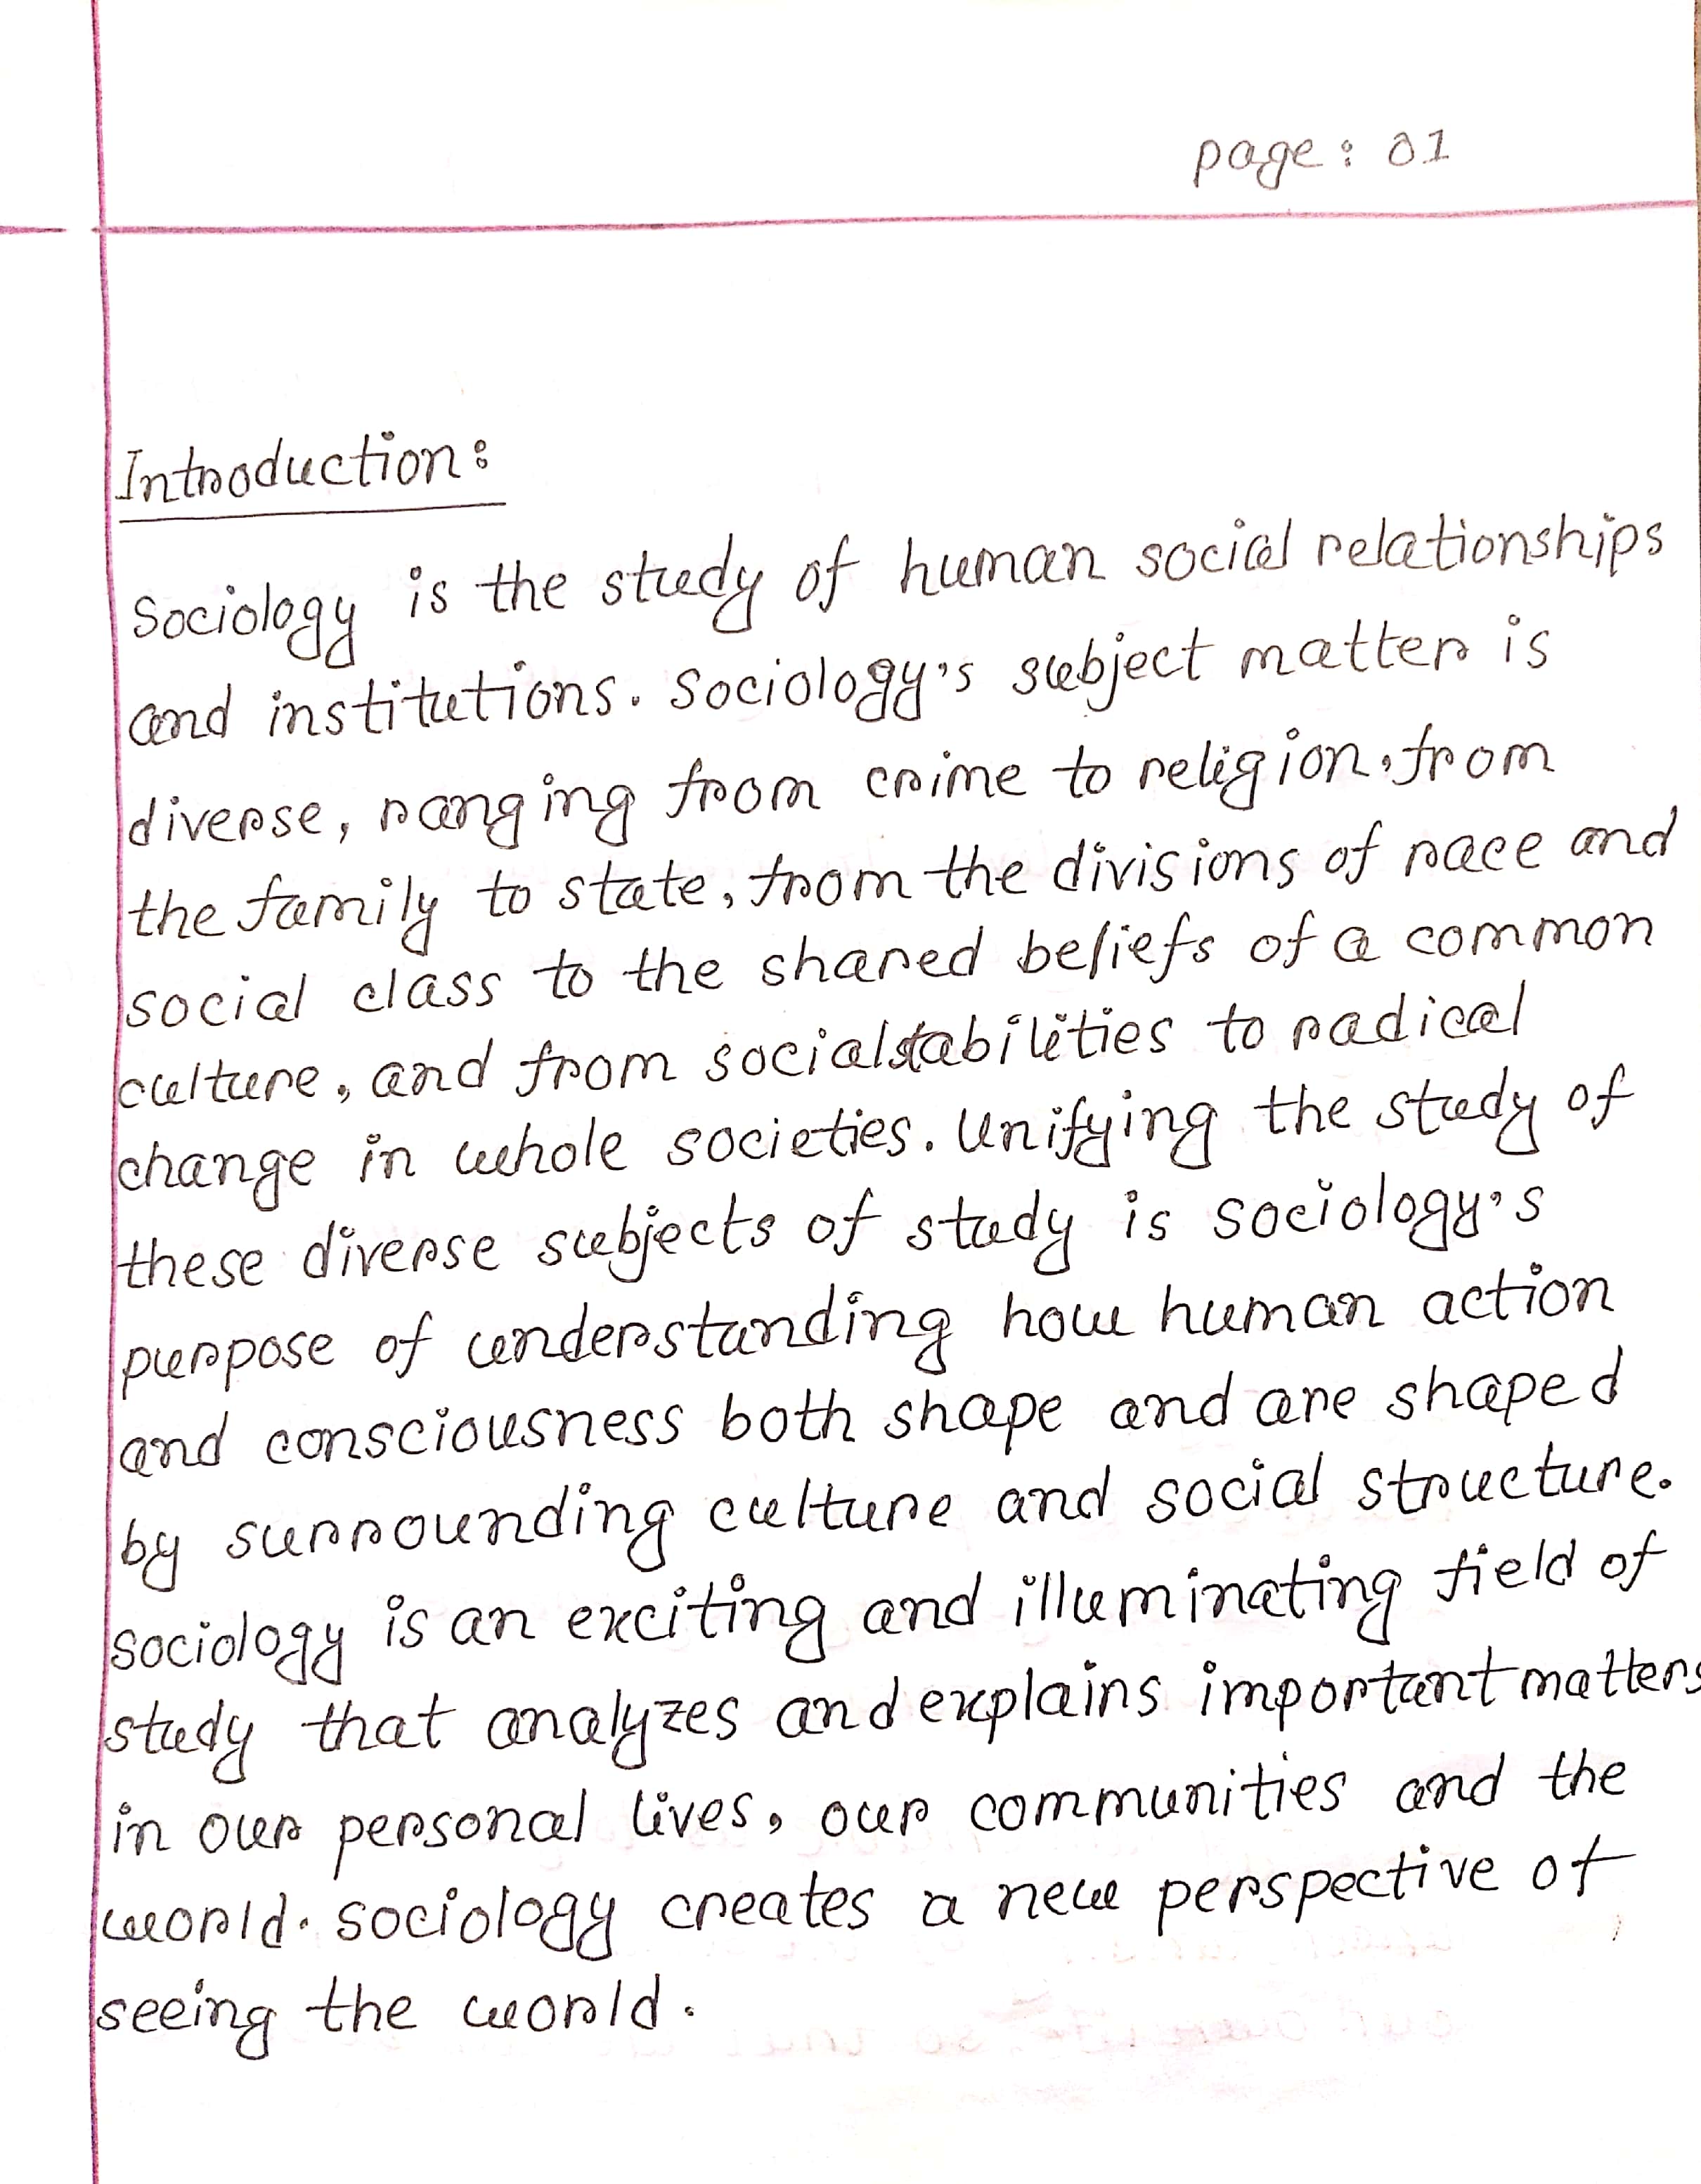 page: 01
Introduction:
Sociology is the study of human social relationships
and institutions. Sociology's subject matter is
diverse, ranging from crime to religion, from
the family to state, from the divisions of race and
social class to the shared beliefs of a common
culture, and from social stabilities to radical
change in whole societies. Unifying the study of
these diverse subjects of study is sociology's
purpose of understanding how human action
and consciousness both shape and are shaped
by surrounding culture and social structure.
Sociology is an exciting and illuminating field of
study that analyzes and explains important matters
in our personal lives, our communities and the
world. Sociology creates a new perspective of
seeing the world.